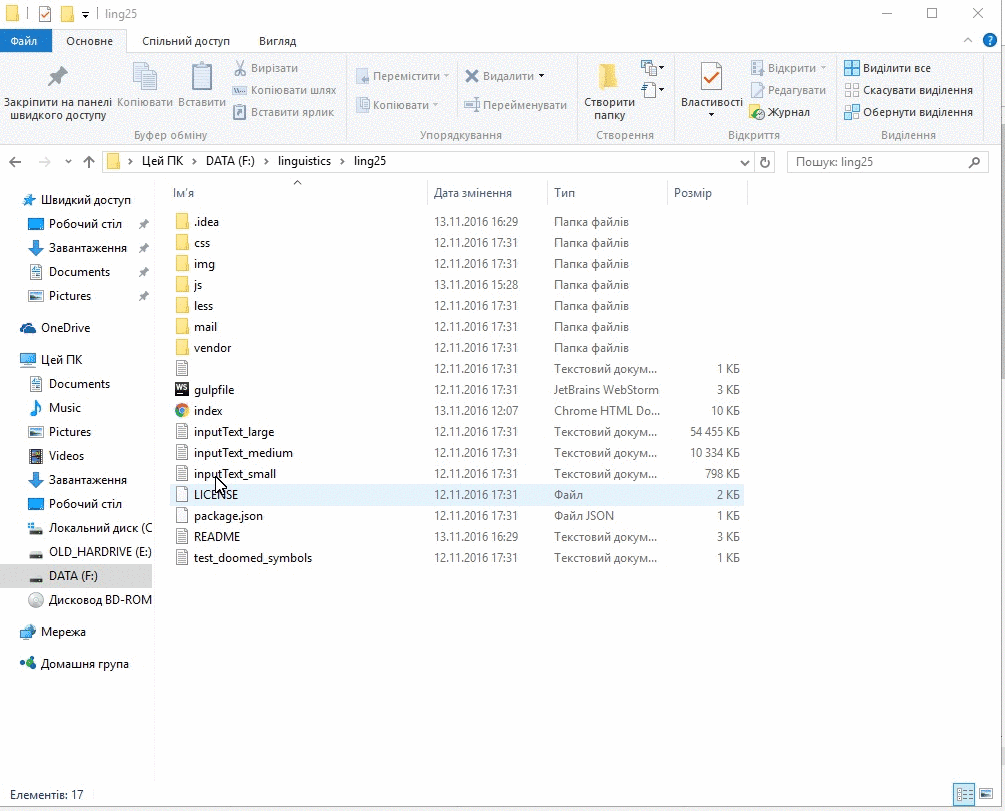 ling25
Файл Основне Спільний доступ Вигляд
Закріпити на панелі швидкого доступу
Копіювати
Вставити
Вирізати
Копіювати шлях
Вставити ярлик
Буфер обміну
Перемістити
Копіювати
Видалити
Перейменувати
Упорядкування
Створити папку
Створення
Властивості
Відкрити
Редагувати
Журнал
Відкриття
Виділити все
Скасувати виділення
Обернути виділення
Виділення
Цей ПК > DATA (F:) > linguistics > ling25
Пошук: ling25
Швидкий доступ
Робочий стіл
Завантаження
Documents
Pictures
OneDrive
Цей ПК
Documents
Music
Pictures
Videos
Завантаження
Робочий стіл
Локальний диск (C
OLD_HARDRIVE (E:)
DATA (F:)
Дисковод BD-ROM
Мережа
Домашня група
Ім'я Дата змінення Тип Розмір
.idea 13.11.2016 16:29 Папка файлів
css 12.11.2016 17:31 Папка файлів
img 12.11.2016 17:31 Папка файлів
js 13.11.2016 15:28 Папка файлів
less 12.11.2016 17:31 Папка файлів
mail 12.11.2016 17:31 Папка файлів
vendor 12.11.2016 17:31 Папка файлів
12.11.2016 17:31 Текстовий докум... 1 КБ
WS gulpfile 12.11.2016 17:31 JetBrains WebStorm 3 КБ
index 13.11.2016 12:07 Chrome HTML Do... 10 КБ
inputText_large 12.11.2016 17:31 Текстовий докум... 54 455 КБ
inputText_medium 12.11.2016 17:31 Текстовий докум... 10 334 КБ
inputText_small 12.11.2016 17:31 Текстовий докум... 798 КБ
LICENSE 12.11.2016 17:31 Файл 2 КБ
package.json 12.11.2016 17:31 Файл JSON 1 КБ
README 13.11.2016 16:29 Текстовий докум... 3 КБ
test_doomed_symbols 12.11.2016 17:31 Текстовий докум... 1 КБ
Елементів: 17